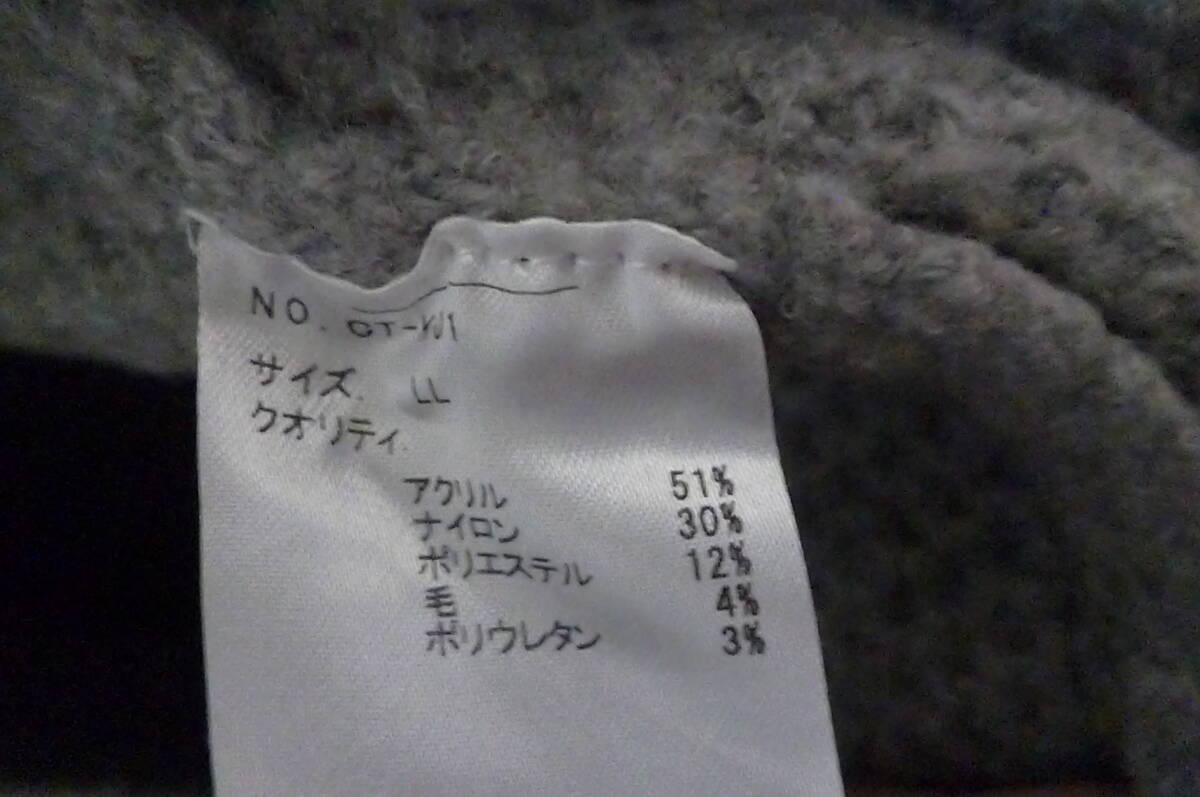 NO.
サイズ. LL
クオリティ.
アクリル 51%
ナイロン 30%
ポリエステル 12%
毛 4%
ポリウレタン 3%